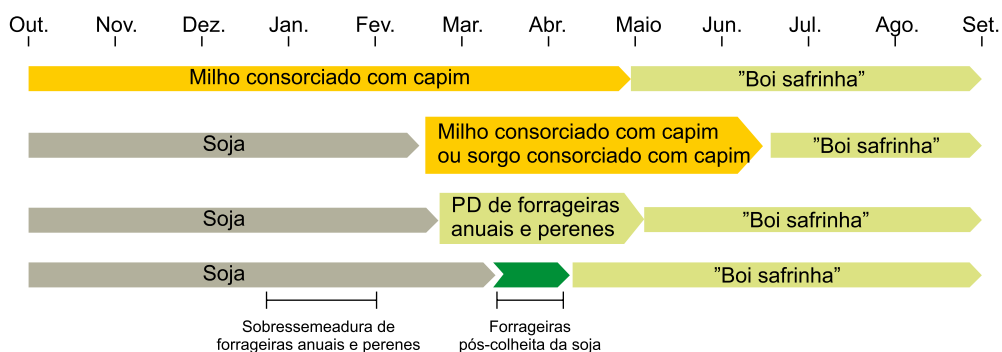 Out. Nov. Dez. Jan. Fev. Mar. Abr. Maio Jun. Jul. Ago. Set.
Milho consorciado com capim
”Boi safrinha”
Soja
Milho consorciado com capim
ou sorgo consorciado com capim
”Boi safrinha”
Soja
PD de forrageiras
anuais e perenes
”Boi safrinha”
Soja
”Boi safrinha”
Sobressemeadura de
forrageiras anuais e perenes
Forrageiras
pós-colheita da soja